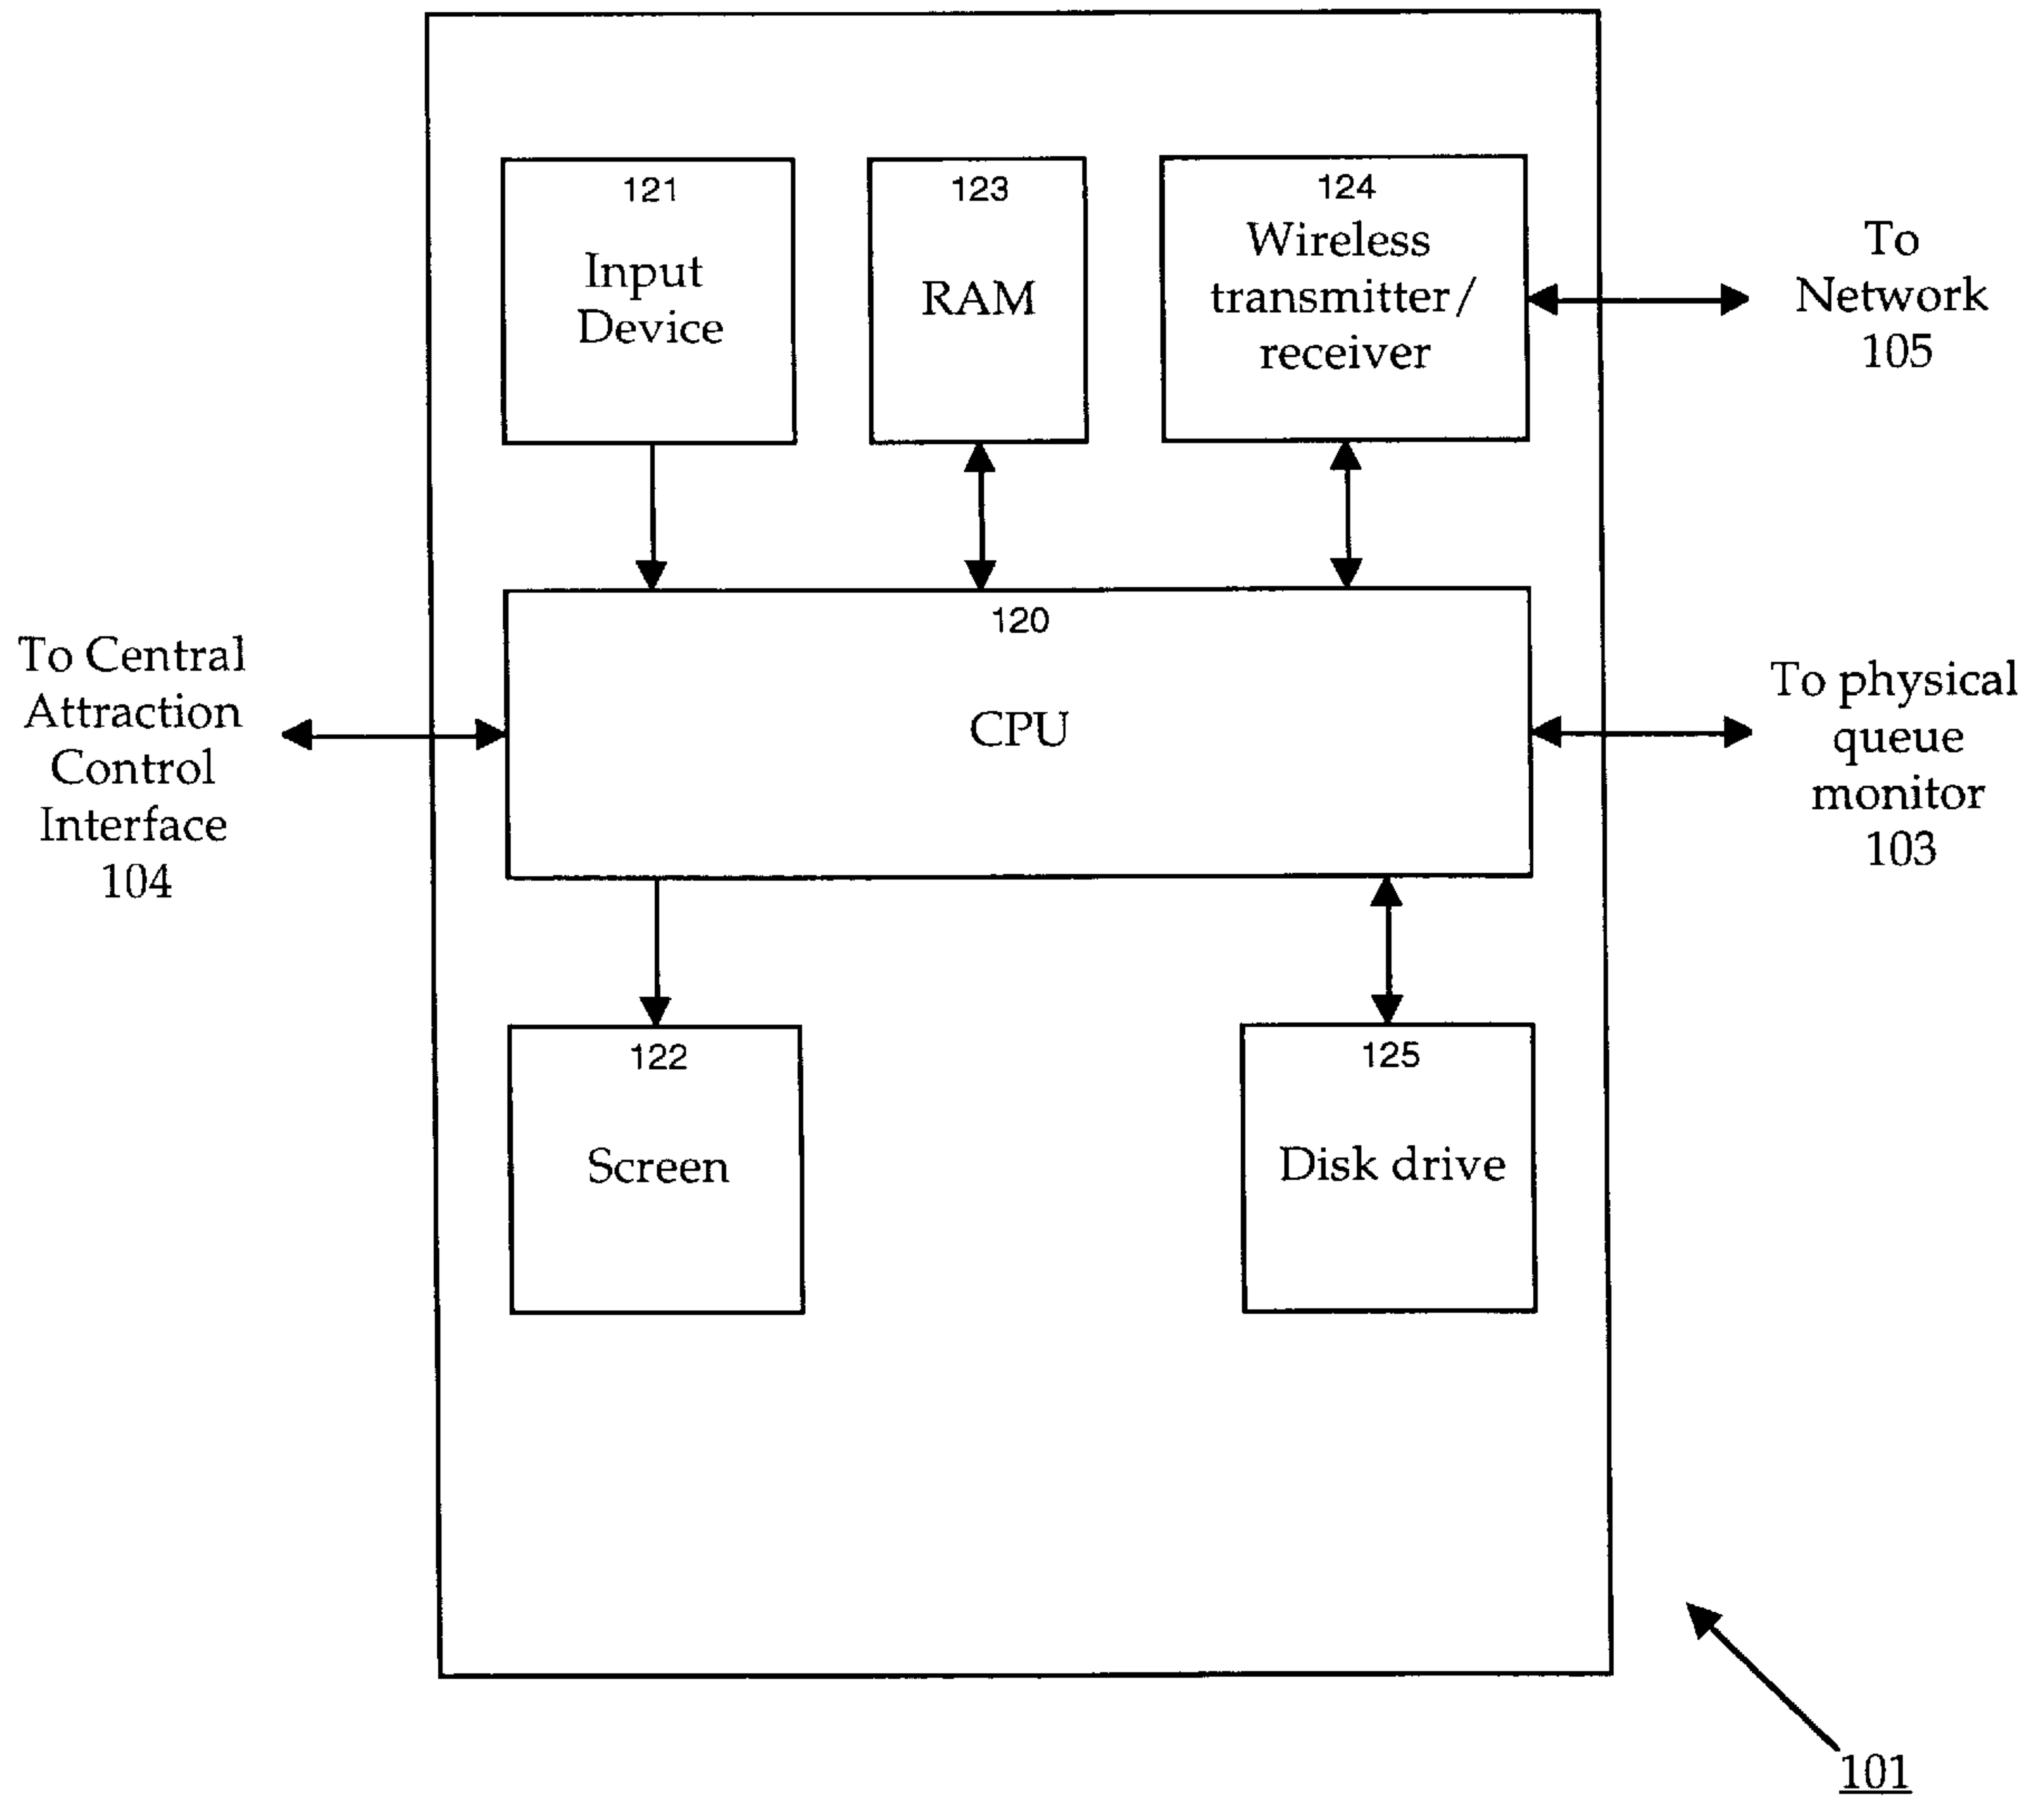 121
Input
Device
123
RAM
124
Wireless
transmitter/
receiver
To
Network
105
To Central
Attraction
Control
Interface
104
120
CPU
To physical
queue
monitor
103
122
Screen
125
Disk drive
101